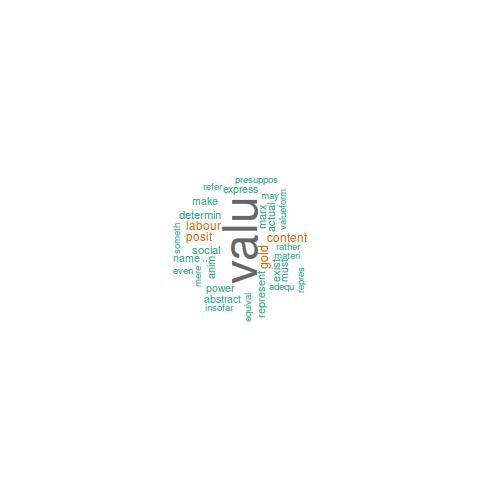 presuppos
refer
express
may
make
valueform
marx
actual
determin
labour
posit
someth
valu
content
rather
social
materi
name
,,
anim
gold
exist
must
even
mere
power
adequ
repres
represent
abstract
insofar
equival